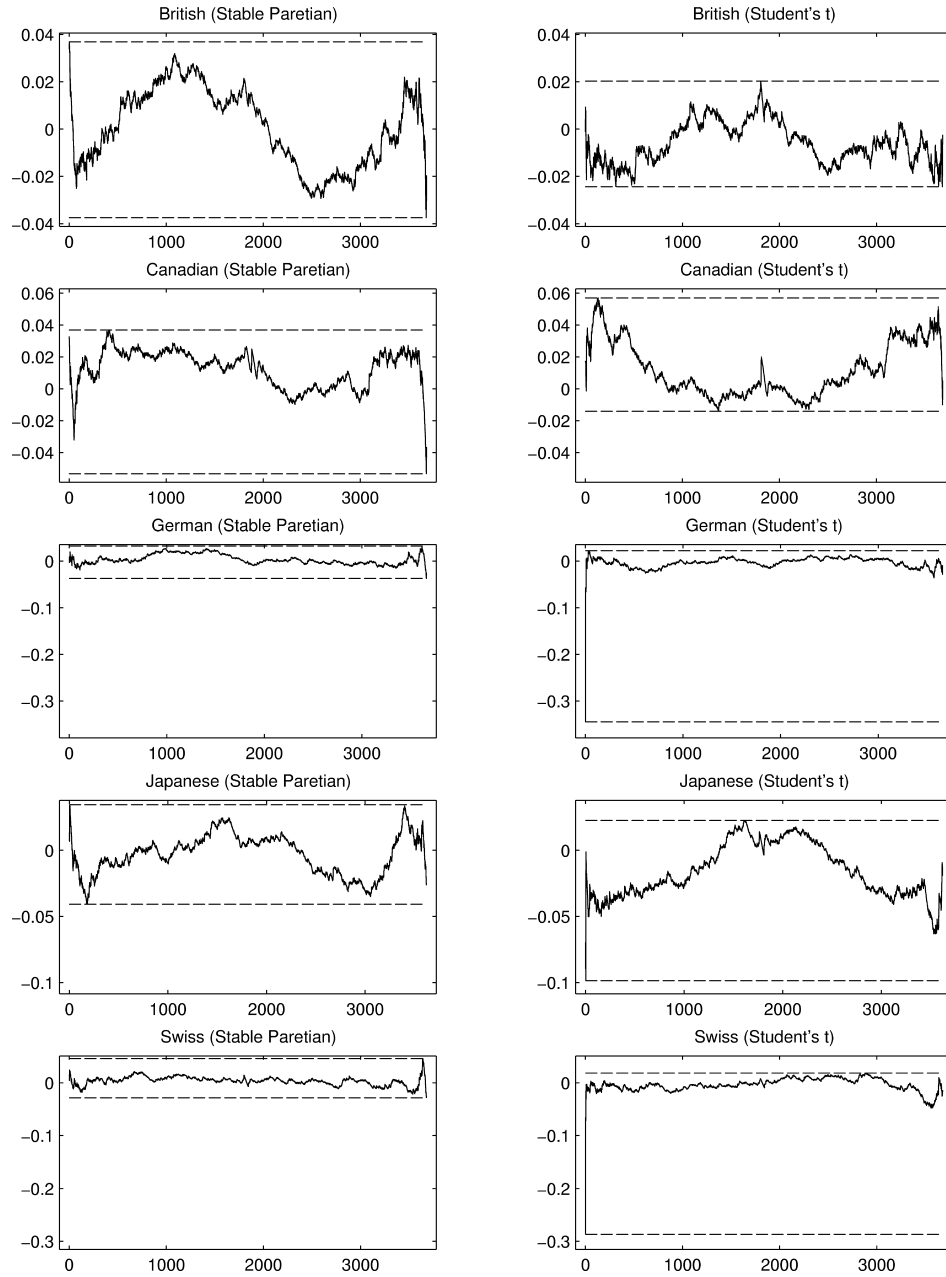 British (Stable Paretian)
0.04
0.02
0
−0.02
−0.04
0 1000 2000 3000
British (Student's t)
0.04
0.02
0
−0.02
−0.04
0 1000 2000 3000
Canadian (Stable Paretian)
0.06
0.04
0.02
0
−0.02
−0.04
0 1000 2000 3000
Canadian (Student's t)
0.06
0.04
0.02
0
−0.02
−0.04
0 1000 2000 3000
German (Stable Paretian)
0
−0.1
−0.2
−0.3
0 1000 2000 3000
German (Student's t)
0
−0.1
−0.2
−0.3
0 1000 2000 3000
Japanese (Stable Paretian)
0
−0.05
−0.1
0 1000 2000 3000
Japanese (Student's t)
0
−0.05
−0.1
0 1000 2000 3000
Swiss (Stable Paretian)
0
−0.1
−0.2
−0.3
0 1000 2000 3000
Swiss (Student's t)
0
−0.1
−0.2
−0.3
0 1000 2000 3000